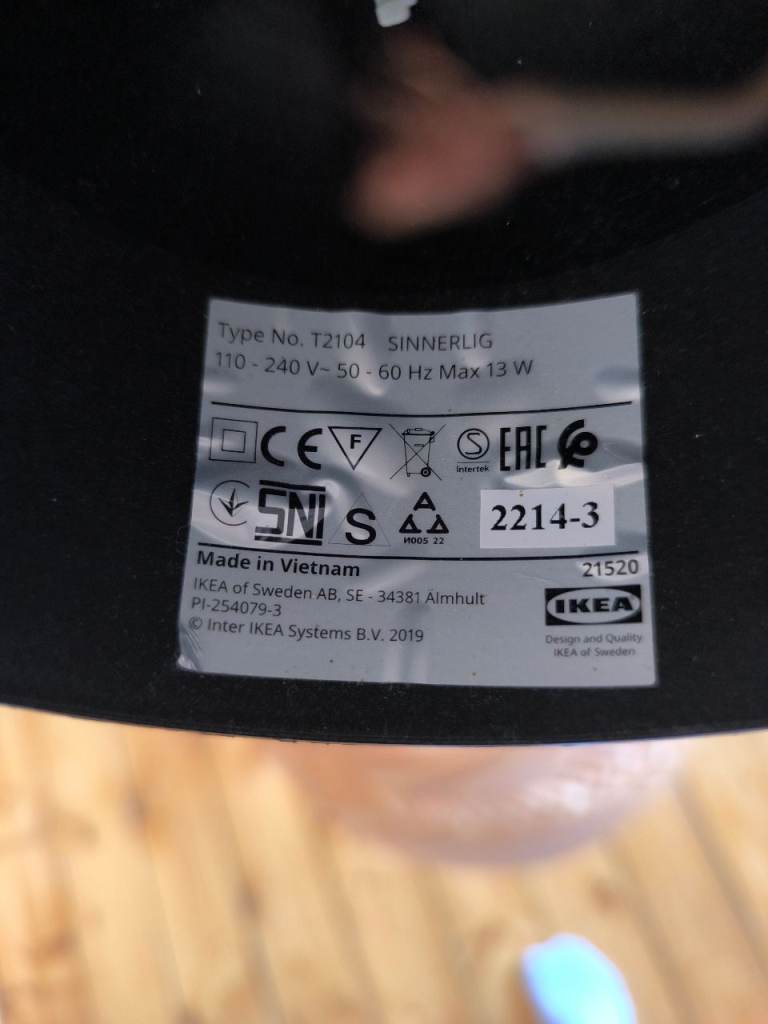 Type No. T2104 SINNERLIG
110 - 240 V~ 50 - 60 Hz Max 13 W
CE F S Intertek EAC
SNI S A И005 22 2214-3
Made in Vietnam 21520
IKEA of Sweden AB, SE - 34381 Älmhult
PI-254079-3
© Inter IKEA Systems B.V. 2019
IKEA
Design and Quality
IKEA of Sweden